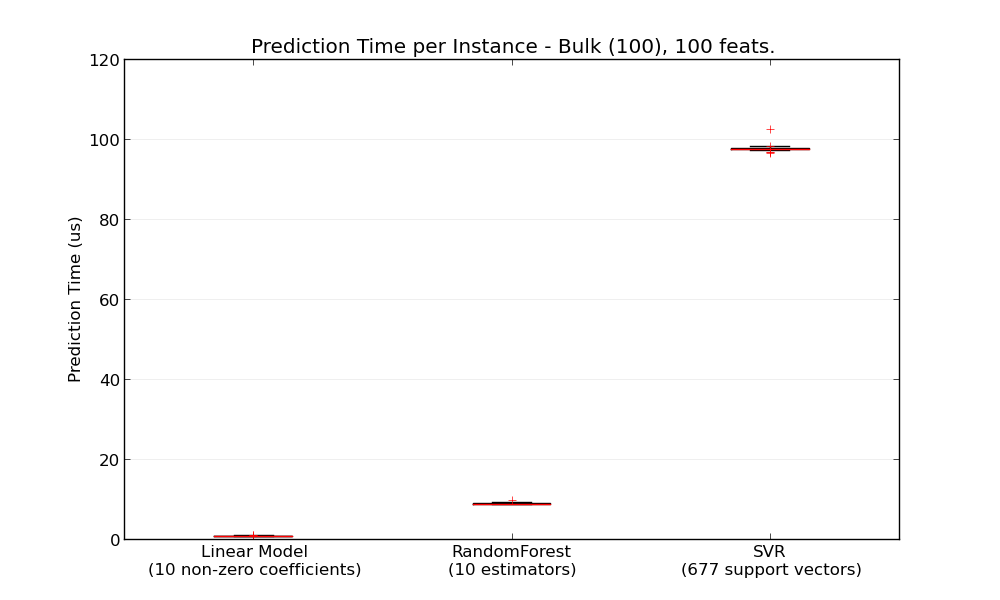 Prediction Time per Instance - Bulk (100), 100 feats.
120
100
80
60
40
20
0
Prediction Time (us)
Linear Model
(10 non-zero coefficients)
RandomForest
(10 estimators)
SVR
(677 support vectors)